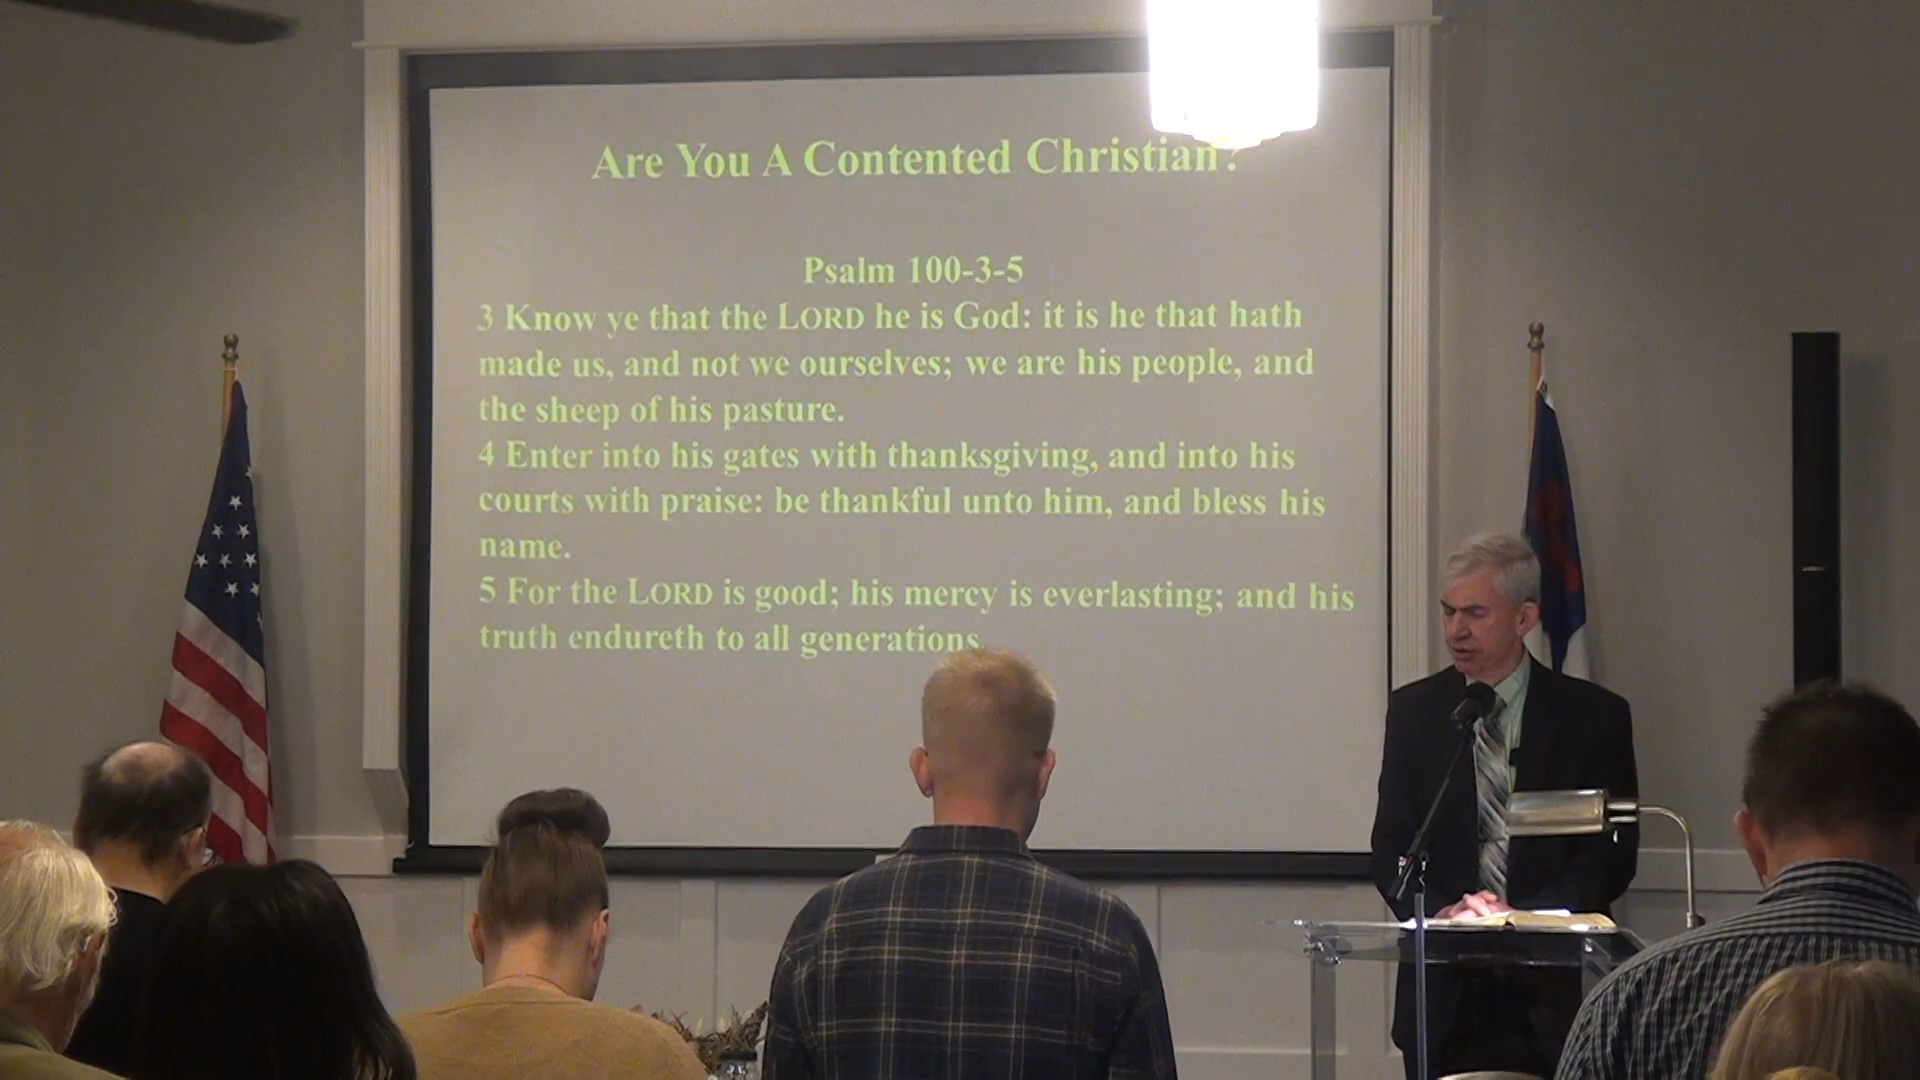 Are You A Contented Christian?
Psalm 100-3-5
3 Know ye that the LORD he is God: it is he that hath
made us, and not we ourselves; we are his people, and
the sheep of his pasture.
4 Enter into his gates with thanksgiving, and into his
courts with praise: be thankful unto him, and bless his
name.
5 For the LORD is good; his mercy is everlasting; and his
truth endureth to all generations.